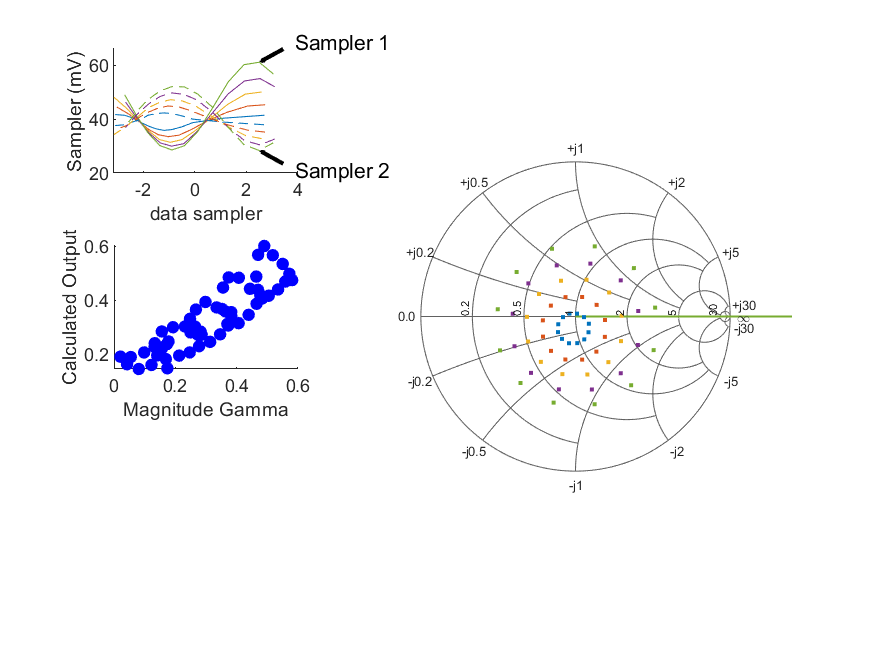 Sampler 1
60
40
20
Sampler (mV)
-2
0
2
4
Sampler 2
data sampler
0.6
0.4
0.2
Calculated Output
0
0.2
0.4
0.6
Magnitude Gamma
+j1
+j0.5
+j2
+j0.2
+j5
0.0
0.2
0.5
1
2
5
30
+j30
∞
-j30
-j0.2
-j5
-j0.5
-j2
-j1